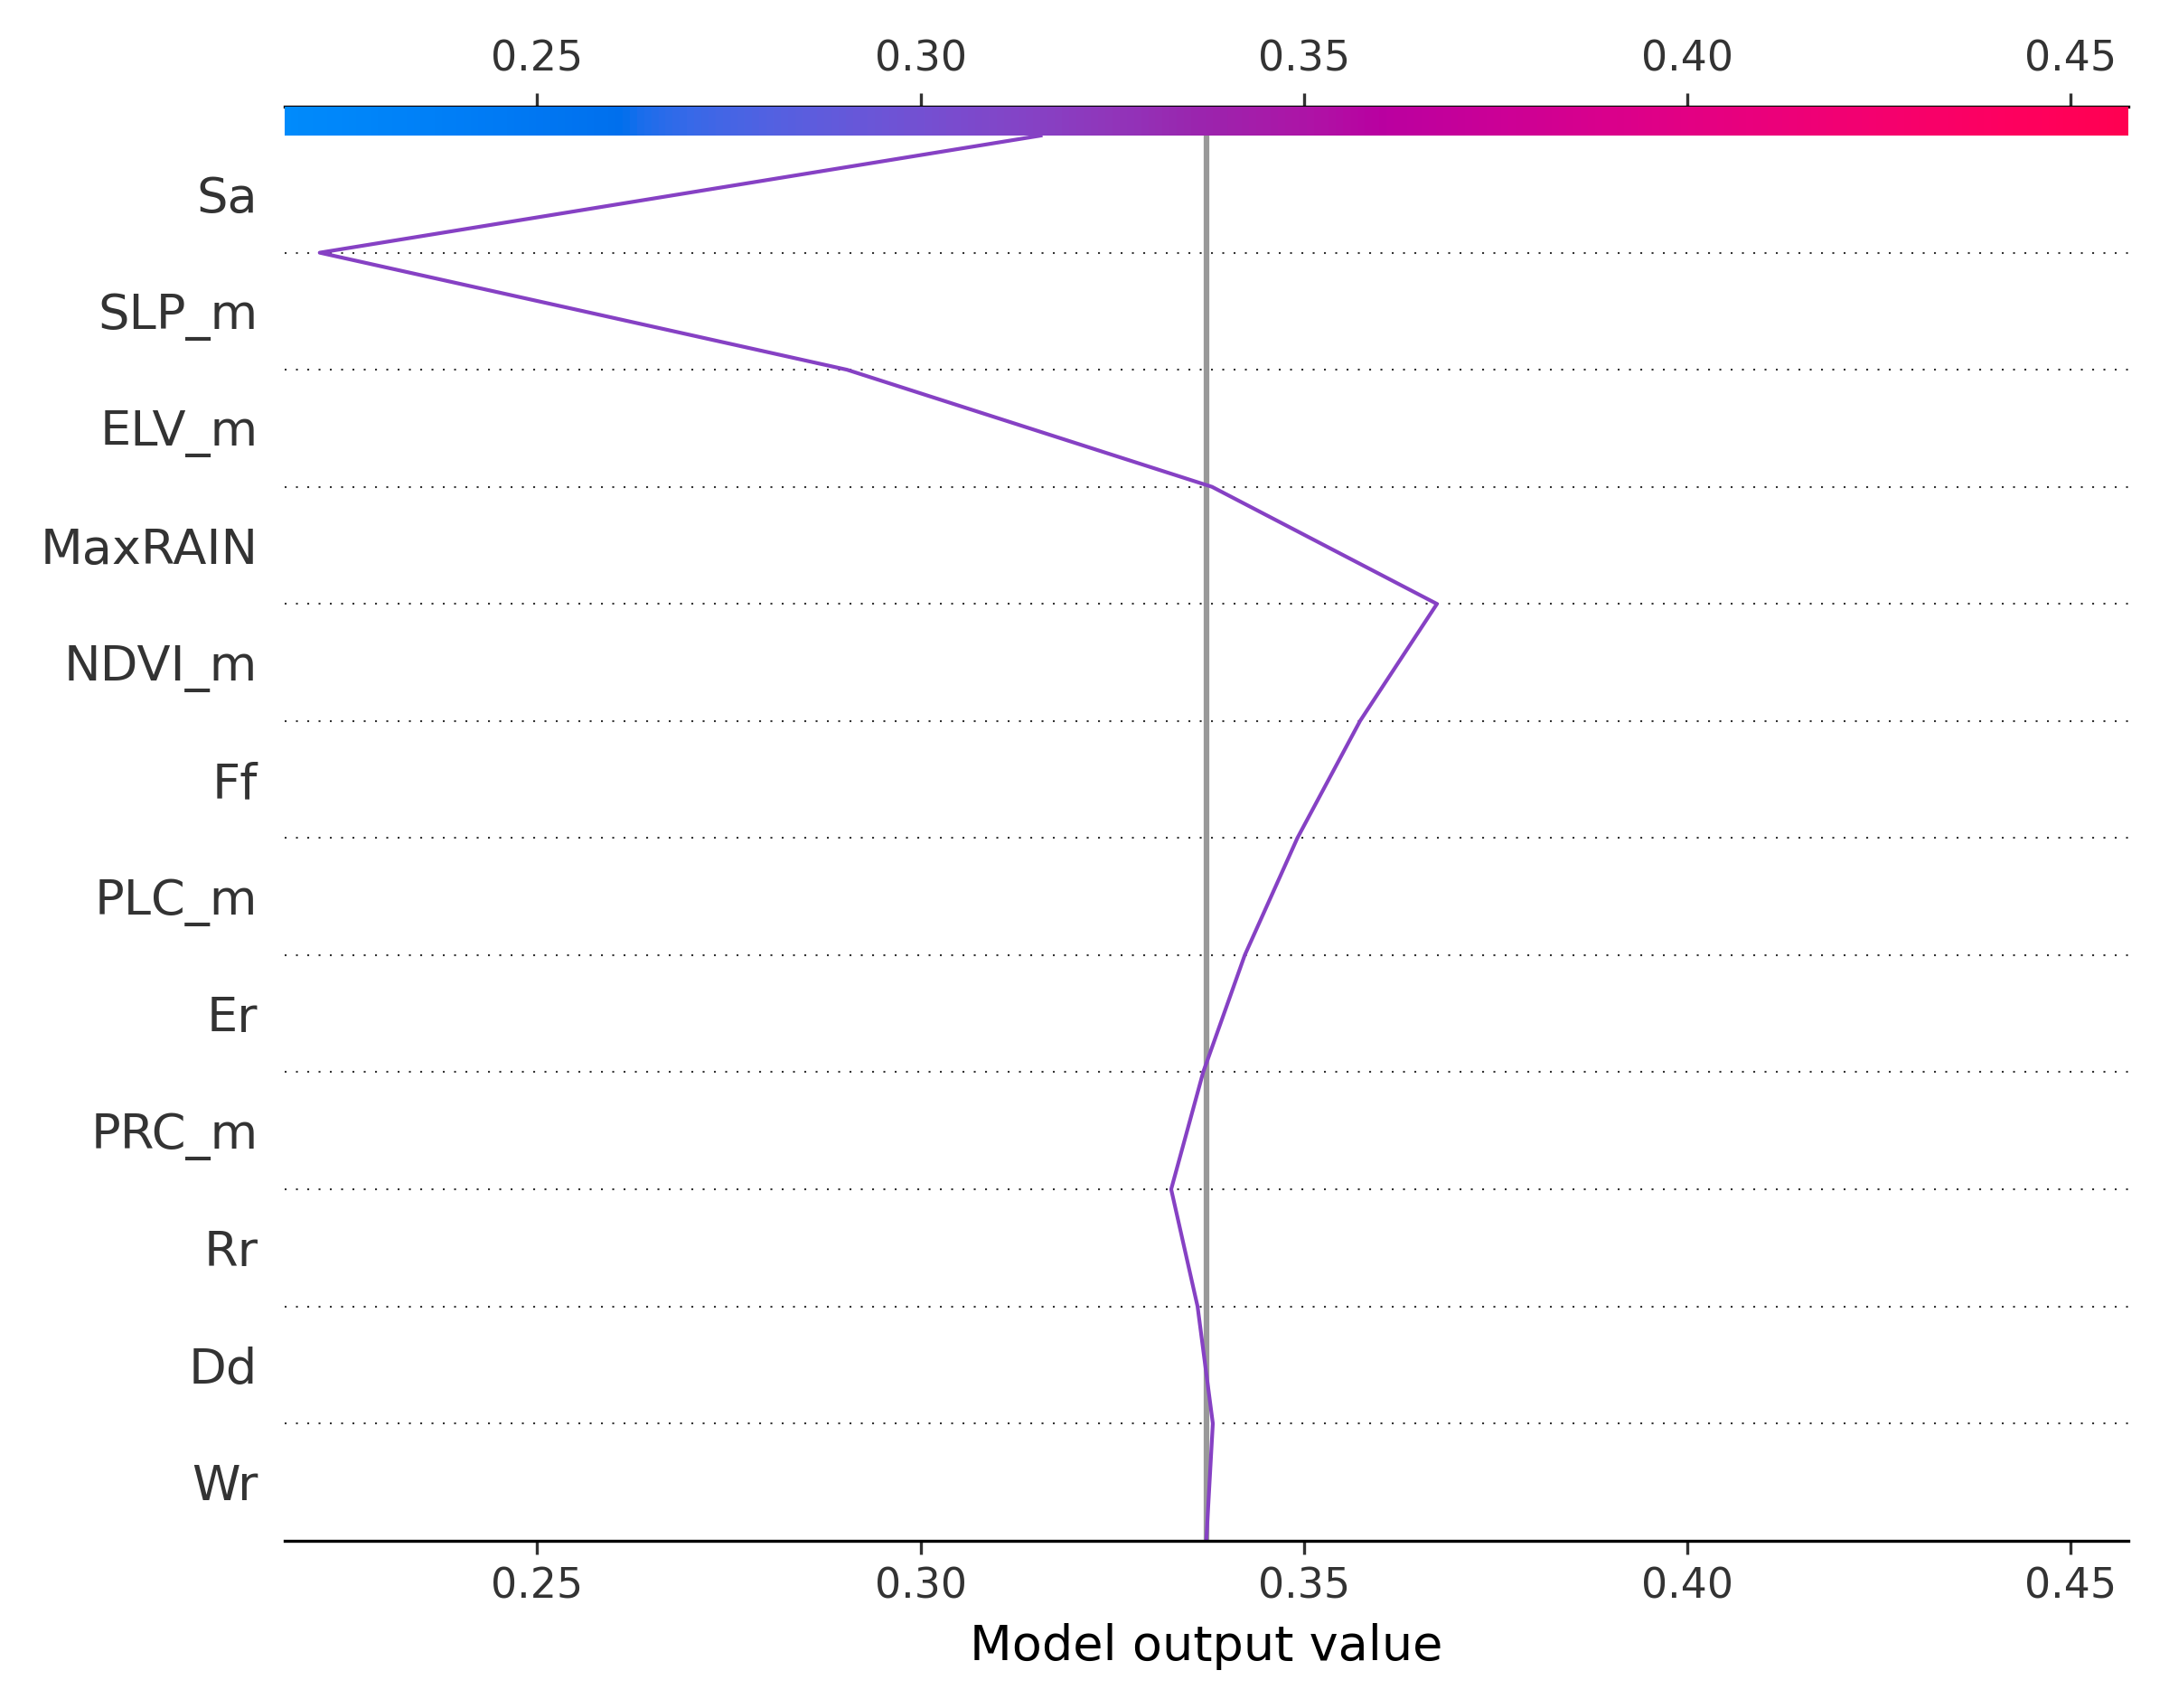 0.25 0.30 0.35 0.40 0.45
Sa
SLP_m
ELV_m
MaxRAIN
NDVI_m
Ff
PLC_m
Er
PRC_m
Rr
Dd
Wr
0.25 0.30 0.35 0.40 0.45
Model output value